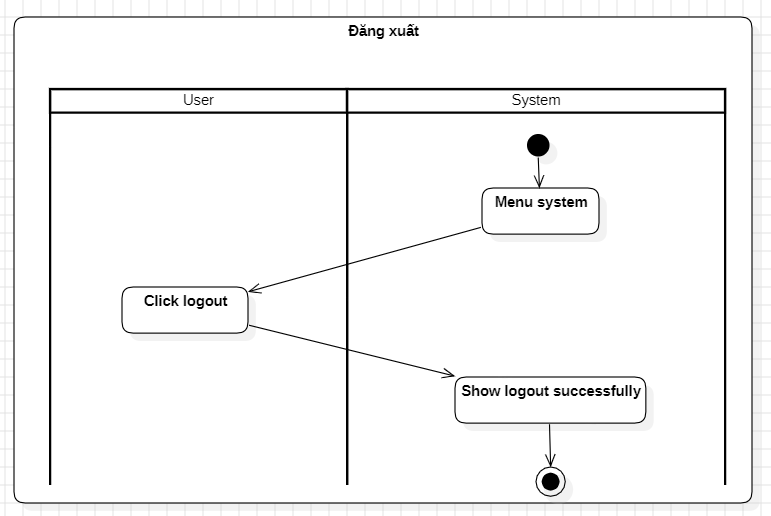 Đăng xuất
User
System
Menu system
Click logout
Show logout successfully